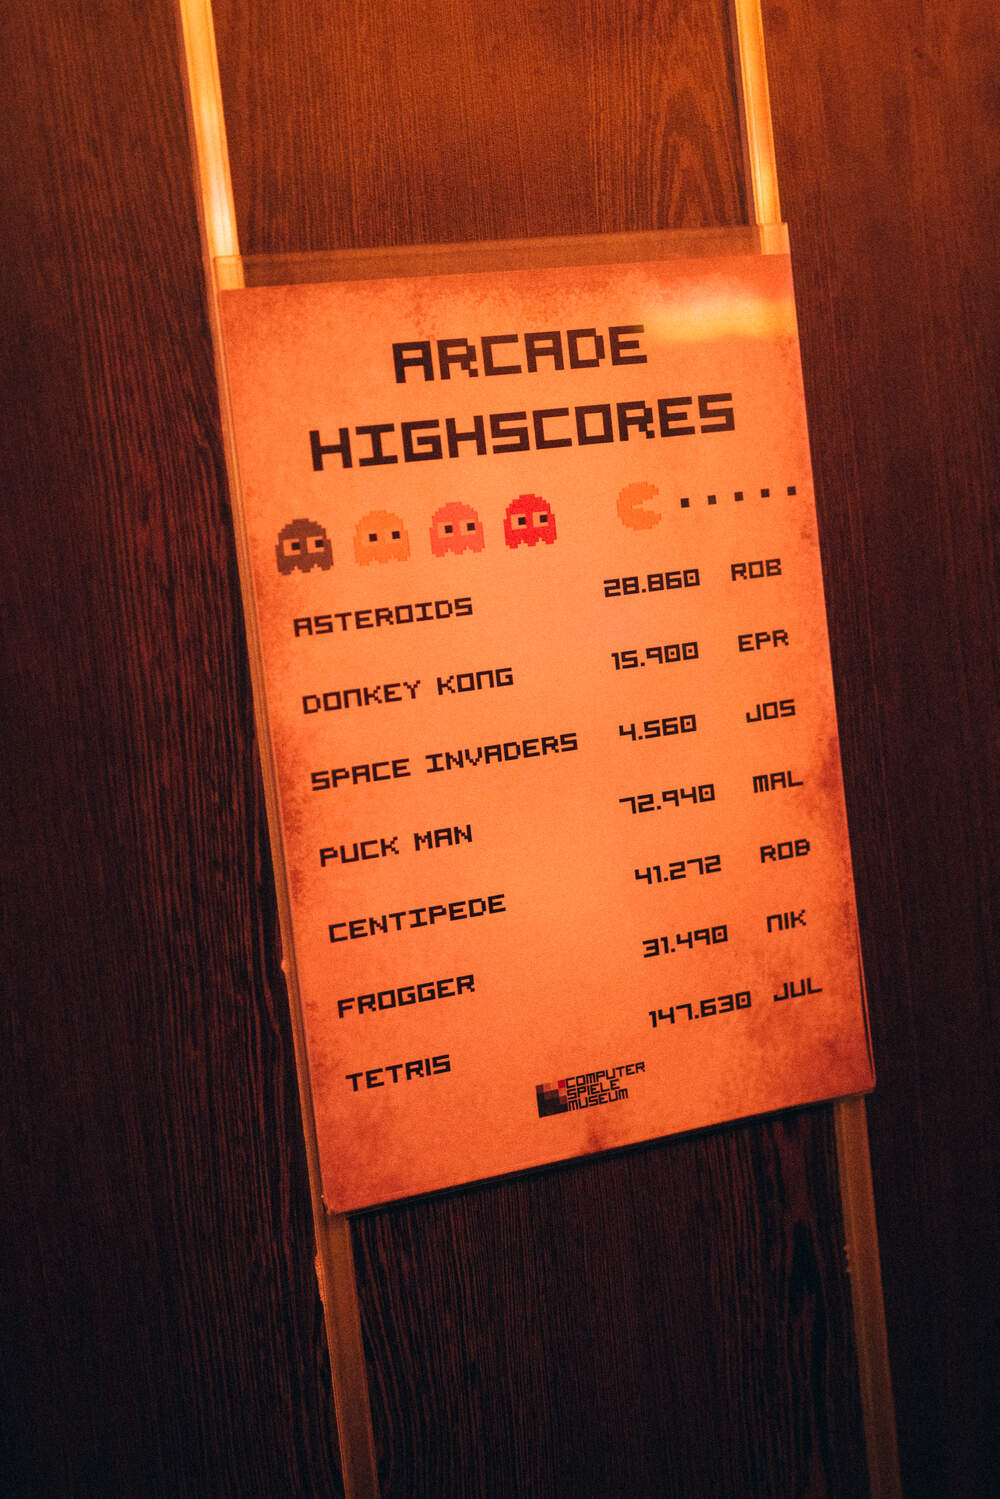 ARCADE
HIGHSCORES
ASTEROIDS 28.860 ROB
DONKEY KONG 15.900 EPR
SPACE INVADERS 4.560 JOS
PUCK MAN 72.940 MAL
CENTIPEDE 41.272 ROB
FROGGER 31.490 NIK
TETRIS 147.630 JUL
COMPUTER
SPIELE
MUSEUM